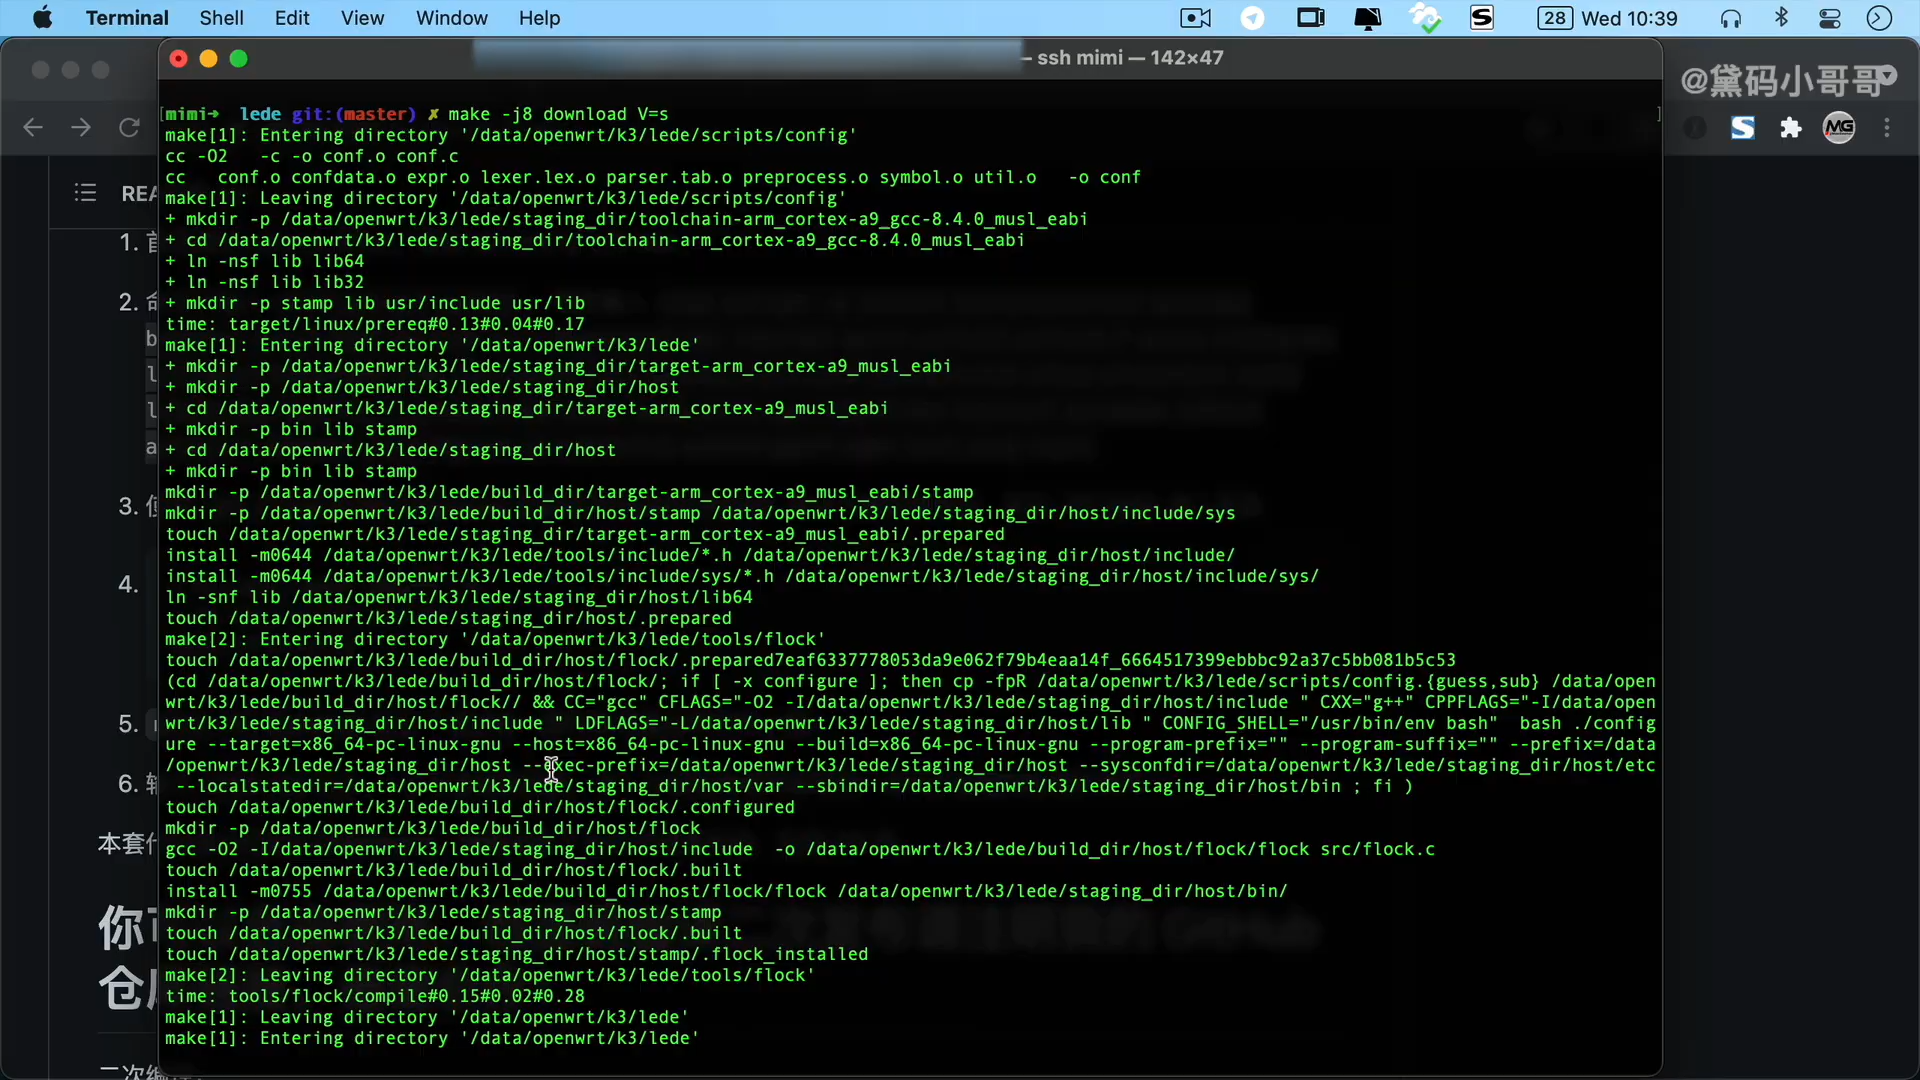 Terminal Shell Edit View Window Help 28 Wed 10:39
— ssh mimi — 142×47
@黛码小哥哥
[mimi➜  lede git:(master) ✗ make -j8 download V=s ]
make[1]: Entering directory '/data/openwrt/k3/lede/scripts/config'
cc -O2   -c -o conf.o conf.c
cc   conf.o confdata.o expr.o lexer.lex.o parser.tab.o preprocess.o symbol.o util.o   -o conf
make[1]: Leaving directory '/data/openwrt/k3/lede/scripts/config'
+ mkdir -p /data/openwrt/k3/lede/staging_dir/toolchain-arm_cortex-a9_gcc-8.4.0_musl_eabi
+ cd /data/openwrt/k3/lede/staging_dir/toolchain-arm_cortex-a9_gcc-8.4.0_musl_eabi
+ ln -nsf lib lib64
+ ln -nsf lib lib32
+ mkdir -p stamp lib usr/include usr/lib
time: target/linux/prereq#0.13#0.04#0.17
make[1]: Entering directory '/data/openwrt/k3/lede'
+ mkdir -p /data/openwrt/k3/lede/staging_dir/target-arm_cortex-a9_musl_eabi
+ mkdir -p /data/openwrt/k3/lede/staging_dir/host
+ cd /data/openwrt/k3/lede/staging_dir/target-arm_cortex-a9_musl_eabi
+ mkdir -p bin lib stamp
+ cd /data/openwrt/k3/lede/staging_dir/host
+ mkdir -p bin lib stamp
mkdir -p /data/openwrt/k3/lede/build_dir/target-arm_cortex-a9_musl_eabi/stamp
mkdir -p /data/openwrt/k3/lede/build_dir/host/stamp /data/openwrt/k3/lede/staging_dir/host/include/sys
touch /data/openwrt/k3/lede/staging_dir/target-arm_cortex-a9_musl_eabi/.prepared
install -m0644 /data/openwrt/k3/lede/tools/include/*.h /data/openwrt/k3/lede/staging_dir/host/include/
install -m0644 /data/openwrt/k3/lede/tools/include/sys/*.h /data/openwrt/k3/lede/staging_dir/host/include/sys/
ln -snf lib /data/openwrt/k3/lede/staging_dir/host/lib64
touch /data/openwrt/k3/lede/staging_dir/host/.prepared
make[2]: Entering directory '/data/openwrt/k3/lede/tools/flock'
touch /data/openwrt/k3/lede/build_dir/host/flock/.prepared7eaf6337778053da9e062f79b4eaa14f_6664517399ebbbc92a37c5bb081b5c53
(cd /data/openwrt/k3/lede/build_dir/host/flock/; if [ -x configure ]; then cp -fpR /data/openwrt/k3/lede/scripts/config.{guess,sub} /data/open
wrt/k3/lede/build_dir/host/flock// && CC="gcc" CFLAGS="-O2 -I/data/openwrt/k3/lede/staging_dir/host/include " CXX="g++" CPPFLAGS="-I/data/open
wrt/k3/lede/staging_dir/host/include " LDFLAGS="-L/data/openwrt/k3/lede/staging_dir/host/lib " CONFIG_SHELL="/usr/bin/env bash"  bash ./config
ure --target=x86_64-pc-linux-gnu --host=x86_64-pc-linux-gnu --build=x86_64-pc-linux-gnu --program-prefix="" --program-suffix="" --prefix=/data
/openwrt/k3/lede/staging_dir/host --exec-prefix=/data/openwrt/k3/lede/staging_dir/host --sysconfdir=/data/openwrt/k3/lede/staging_dir/host/etc
 --localstatedir=/data/openwrt/k3/lede/staging_dir/host/var --sbindir=/data/openwrt/k3/lede/staging_dir/host/bin ; fi )
touch /data/openwrt/k3/lede/build_dir/host/flock/.configured
mkdir -p /data/openwrt/k3/lede/build_dir/host/flock
gcc -O2 -I/data/openwrt/k3/lede/staging_dir/host/include  -o /data/openwrt/k3/lede/build_dir/host/flock/flock src/flock.c
touch /data/openwrt/k3/lede/build_dir/host/flock/.built
install -m0755 /data/openwrt/k3/lede/build_dir/host/flock/flock /data/openwrt/k3/lede/staging_dir/host/bin/
mkdir -p /data/openwrt/k3/lede/staging_dir/host/stamp
touch /data/openwrt/k3/lede/build_dir/host/flock/.built
touch /data/openwrt/k3/lede/staging_dir/host/stamp/.flock_installed
make[2]: Leaving directory '/data/openwrt/k3/lede/tools/flock'
time: tools/flock/compile#0.15#0.02#0.28
make[1]: Leaving directory '/data/openwrt/k3/lede'
make[1]: Entering directory '/data/openwrt/k3/lede'
REA
1. 首
2. 命
b
l
l
a
3. 使
4.
5.
6. 输
本套
你
仓
二次编译